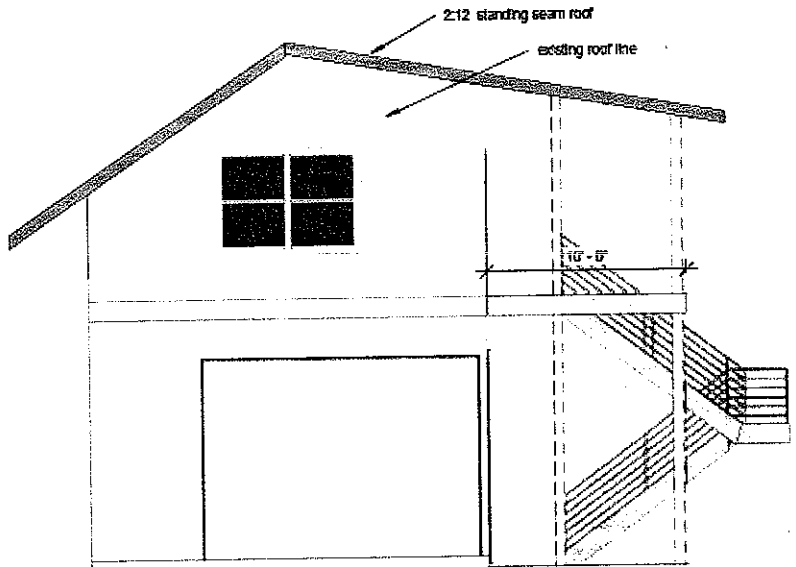 2:12 standing seam roof
existing roof line
10'-0"